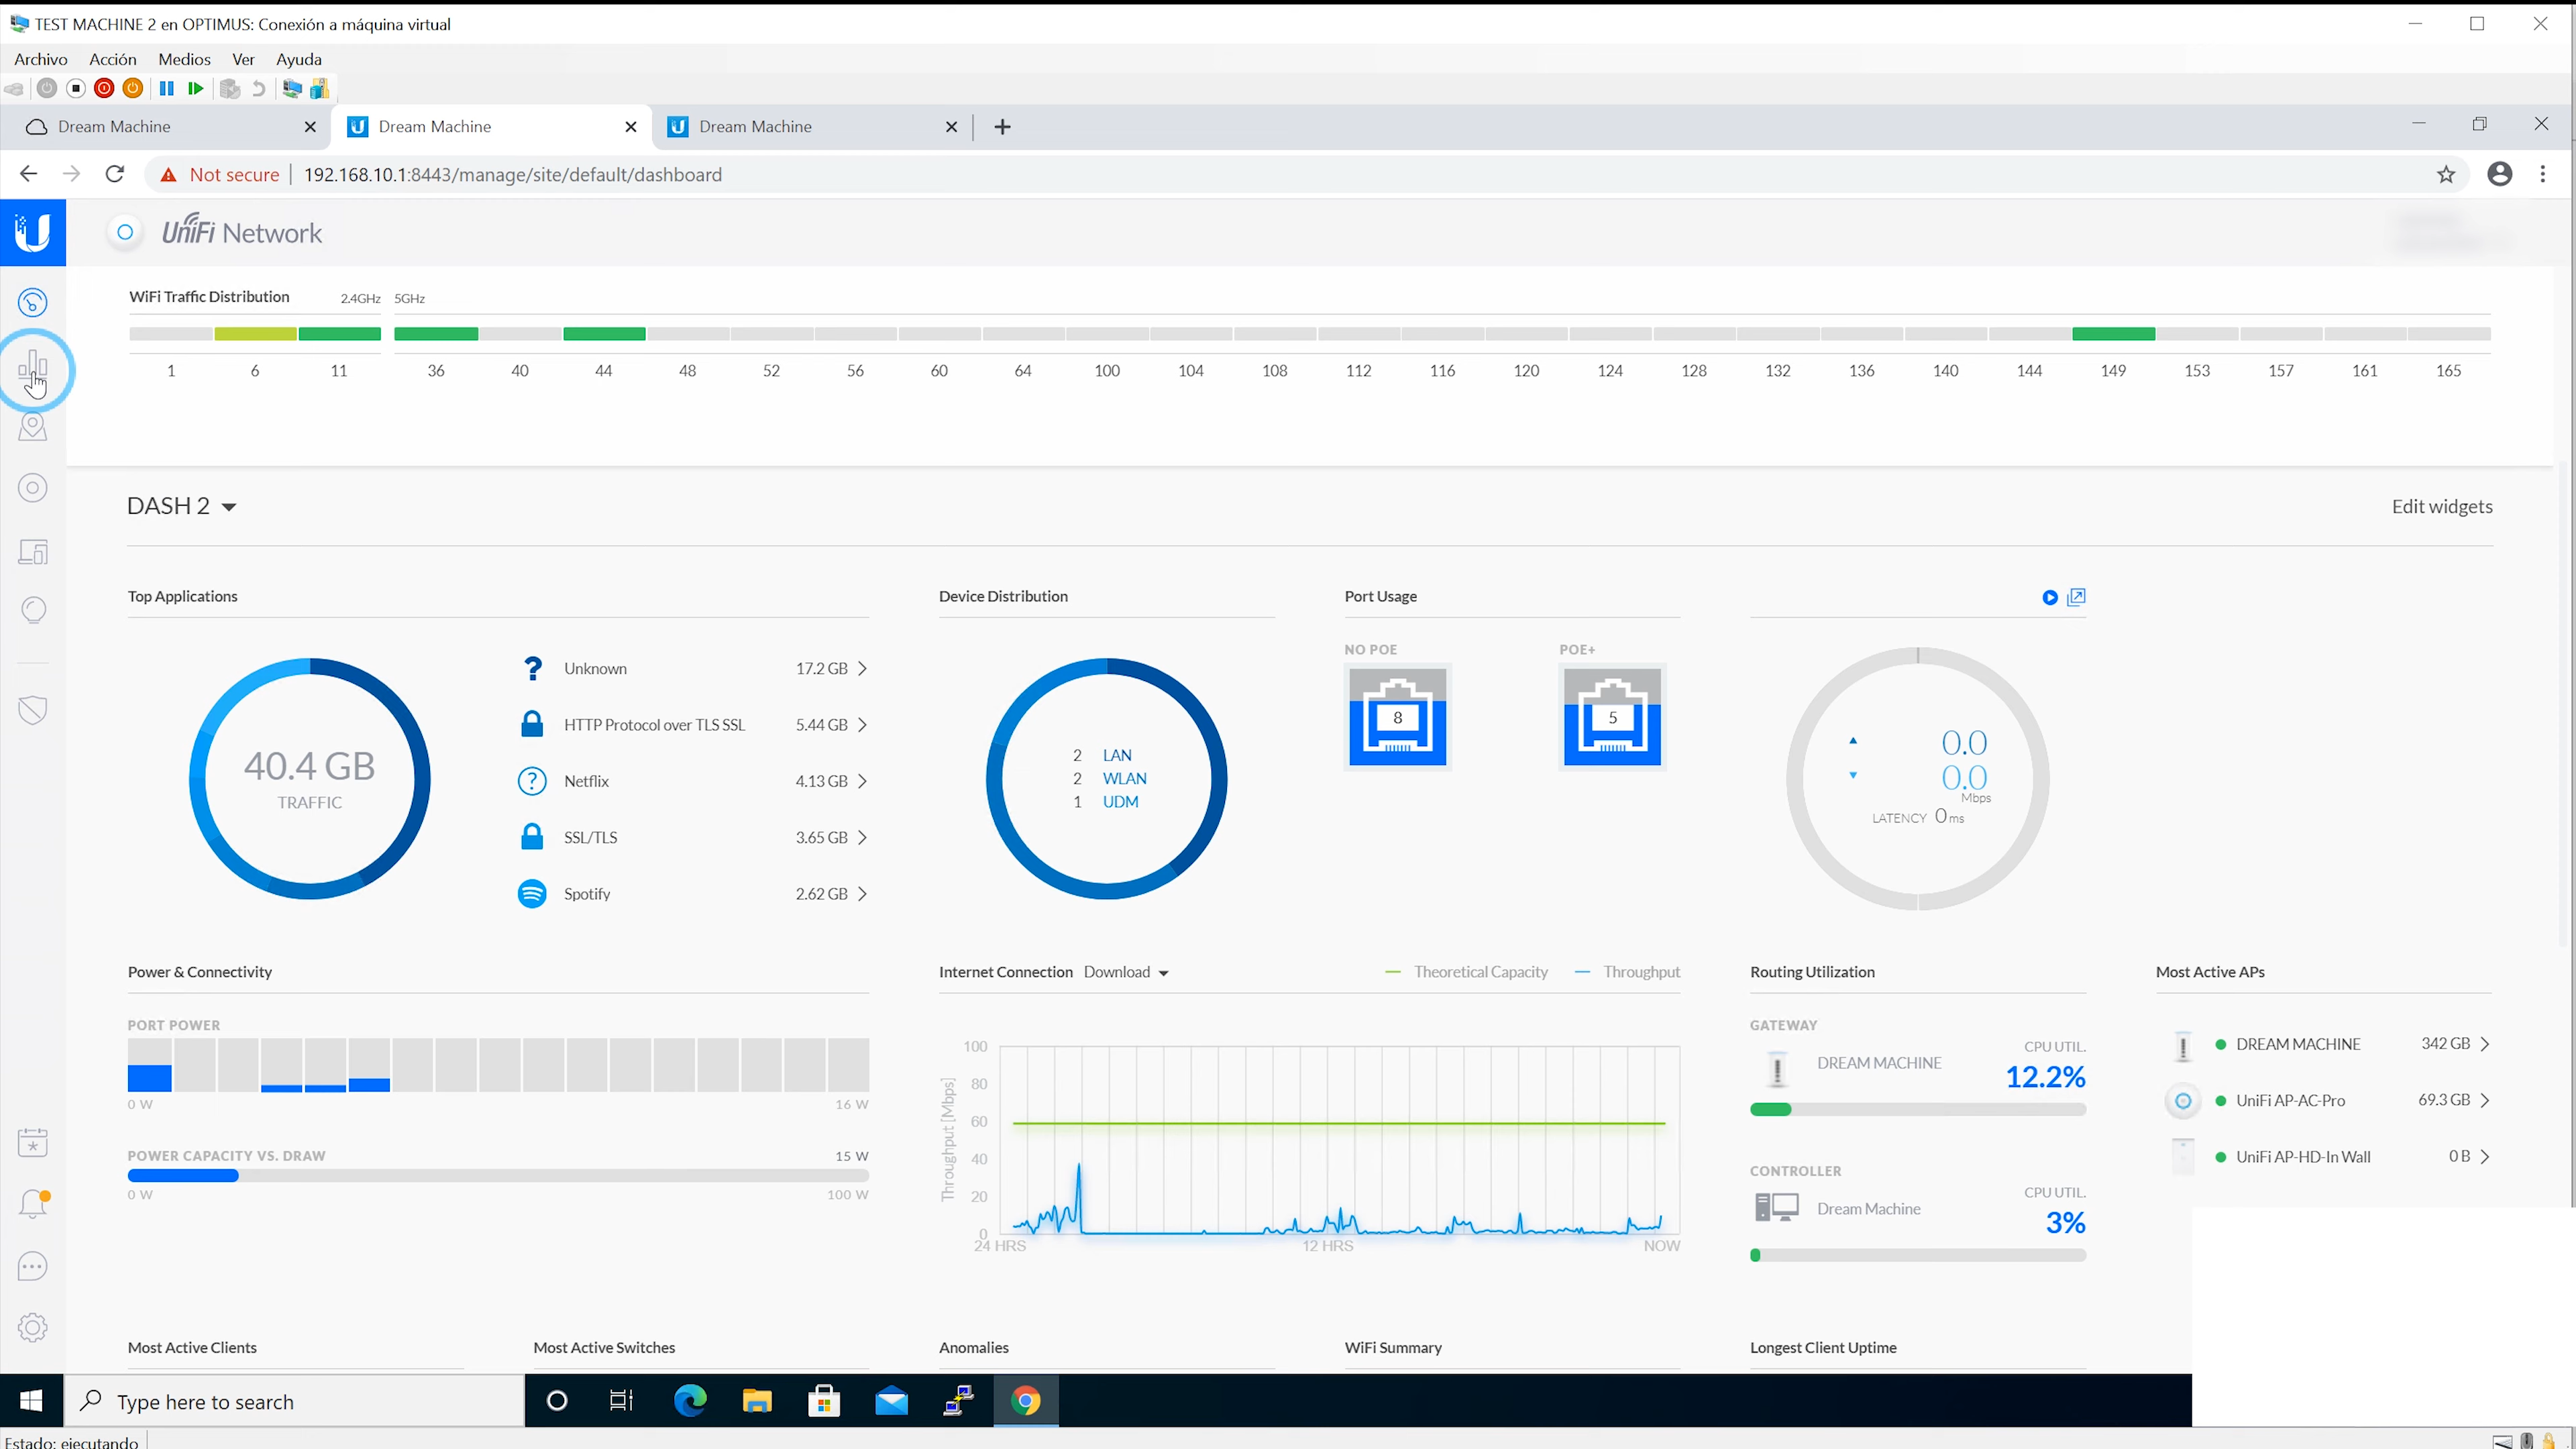 TEST MACHINE 2 en OPTIMUS: Conexión a máquina virtual
Archivo Acción Medios Ver Ayuda
Dream Machine Dream Machine Dream Machine
Not secure 192.168.10.1:8443/manage/site/default/dashboard
UniFi Network
WiFi Traffic Distribution 2.4GHz 5GHz
1 6 11 36 40 44 48 52 56 60 64 100 104 108 112 116 120 124 128 132 136 140 144 149 153 157 161 165
DASH 2 Edit widgets
Top Applications
40.4 GB
TRAFFIC
Unknown 17.2 GB
HTTP Protocol over TLS SSL 5.44 GB
Netflix 4.13 GB
SSL/TLS 3.65 GB
Spotify 2.62 GB
Device Distribution
2 LAN
2 WLAN
1 UDM
Port Usage
NO POE POE+
8 5
0.0
0.0
Mbps
LATENCY 0 ms
Power & Connectivity
PORT POWER
0 W 16 W
POWER CAPACITY VS. DRAW 15 W
0 W 100 W
Internet Connection Download Theoretical Capacity Throughput
Throughput [Mbps]
100
80
60
40
20
0
24 HRS 12 HRS NOW
Routing Utilization
GATEWAY
CPU UTIL.
DREAM MACHINE 12.2%
CONTROLLER
CPU UTIL.
Dream Machine 3%
Most Active APs
DREAM MACHINE 342 GB
UniFi AP-AC-Pro 69.3 GB
UniFi AP-HD-In Wall 0 B
Most Active Clients Most Active Switches Anomalies WiFi Summary Longest Client Uptime
Type here to search
Estado: ejecutando